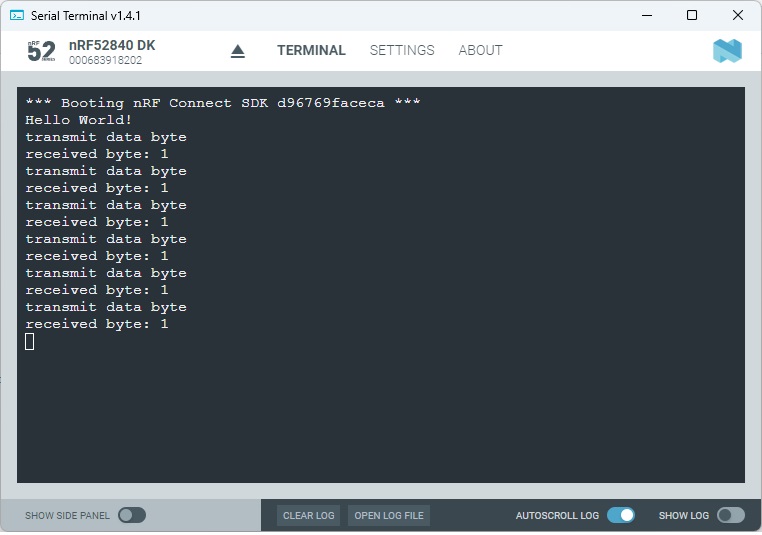 Serial Terminal v1.4.1
nRF
52
SERIES
nRF52840 DK
000683918202
TERMINAL
SETTINGS
ABOUT
*** Booting nRF Connect SDK d96769faceca ***
Hello World!
transmit data byte
received byte: 1
transmit data byte
received byte: 1
transmit data byte
received byte: 1
transmit data byte
received byte: 1
transmit data byte
received byte: 1
transmit data byte
received byte: 1
SHOW SIDE PANEL
CLEAR LOG
OPEN LOG FILE
AUTOSCROLL LOG
SHOW LOG